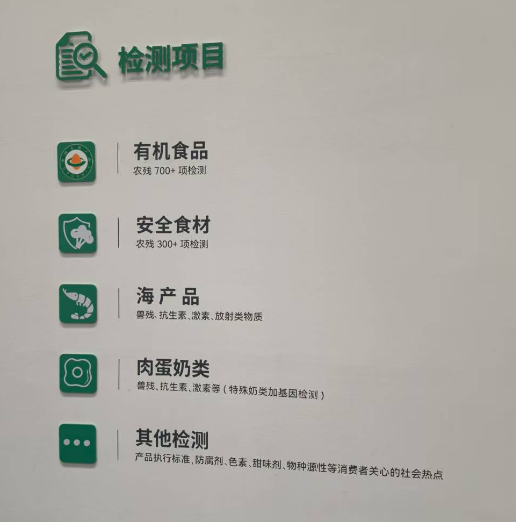 检测项目
有机食品
农残 700+ 项检测
安全食材
农残 300+ 项检测
海产品
兽残、抗生素、激素、放射类物质
肉蛋奶类
兽残、抗生素、激素等（特殊奶类加基因检测）
其他检测
产品执行标准、防腐剂、色素、甜味剂、物种源性等消费者关心的社会热点